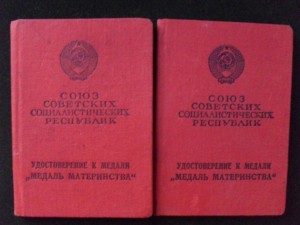 СОЮЗ
СОВЕТСКИХ
СОЦИАЛИСТИЧЕСКИХ
РЕСПУБЛИК
УДОСТОВЕРЕНИЕ К МЕДАЛИ
„МЕДАЛЬ МАТЕРИНСТВА“
СОЮЗ
СОВЕТСКИХ
СОЦИАЛИСТИЧЕСКИХ
РЕСПУБЛИК
УДОСТОВЕРЕНИЕ К МЕДАЛИ
„МЕДАЛЬ МАТЕРИНСТВА“